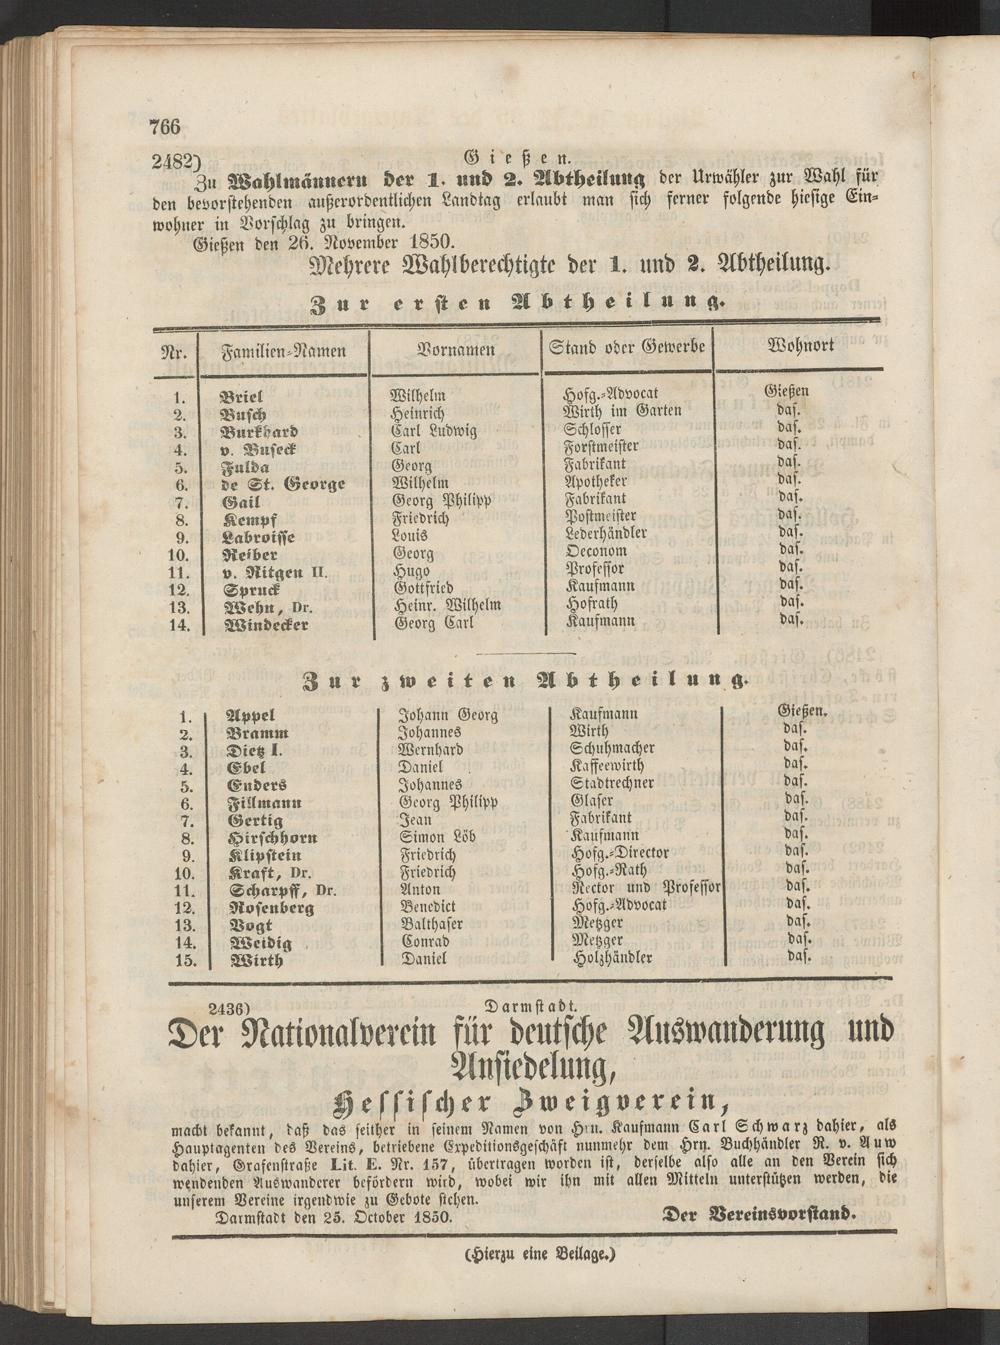 766
2482) Gießen.
Zu Wahlmännern der 1. und 2. Abtheilung der Urwähler zur Wahl für
den bevorstehenden außerordentlichen Landtag erlaubt man sich ferner folgende hiesige Ein=
wohner in Vorschlag zu bringen.
Gießen den 26. November 1850.
Mehrere Wahlberechtigte der 1. und 2. Abtheilung.
Zur ersten Abtheilung.
Nr. Familien=Namen Vornamen Stand oder Gewerbe Wohnort
1. Briel Wilhelm Hofg.=Advocat Gießen
2. Busch Heinrich Wirth im Garten das.
3. Burkhard Carl Ludwig Schlosser das.
4. v. Buseck Carl Forstmeister das.
5. Fulda Georg Fabrikant das.
6. de St. George Wilhelm Apotheker das.
7. Gail Georg Philipp Fabrikant das.
8. Kempf Friedrich Postmeister das.
9. Labroisse Louis Lederhändler das.
10. Reiber Georg Oeconom das.
11. v. Ritgen II. Hugo Professor das.
12. Spruck Gottfried Kaufmann das.
13. Wehn, Dr. Heinr. Wilhelm Hofrath das.
14. Windecker Georg Carl Kaufmann das.
Zur zweiten Abtheilung.
1. Appel Johann Georg Kaufmann Gießen.
2. Bramm Johannes Wirth das.
3. Dietz I. Wernhard Schuhmacher das.
4. Ebel Daniel Kaffeewirth das.
5. Enders Johannes Stadtrechner das.
6. Fillmann Georg Philipp Glaser das.
7. Gertig Jean Fabrikant das.
8. Hirschhorn Simon Löb Kaufmann das.
9. Klipstein Friedrich Hofg.=Director das.
10. Kraft, Dr. Friedrich Hofg.=Rath das.
11. Scharpff, Dr. Anton Rector und Professor das.
12. Rosenberg Benedict Hofg.=Advocat das.
13. Vogt Balthaser Metzger das.
14. Weidig Conrad Metzger das.
15. Wirth Daniel Holzhändler das.
2436) Darmstadt.
Der Nationalverein für deutsche Auswanderung und
Ansiedelung,
Hessischer Zweigverein,
macht bekannt, daß das seither in seinem Namen von Hrn. Kaufmann Carl Schwarz dahier, als
Hauptagenten des Vereins, betriebene Expeditionsgeschäft nunmehr dem Hrn. Buchhändler R. v. Auw
dahier, Grafenstraße Lit. E. Nr. 157, übertragen worden ist, derselbe also alle an den Verein sich
wendenden Auswanderer befördern wird, wobei wir ihn mit allen Mitteln unterstützen werden, die
unserem Vereine irgendwie zu Gebote stehen.
Darmstadt den 25. October 1850. Der Vereinsvorstand.
(Hierzu eine Beilage.)